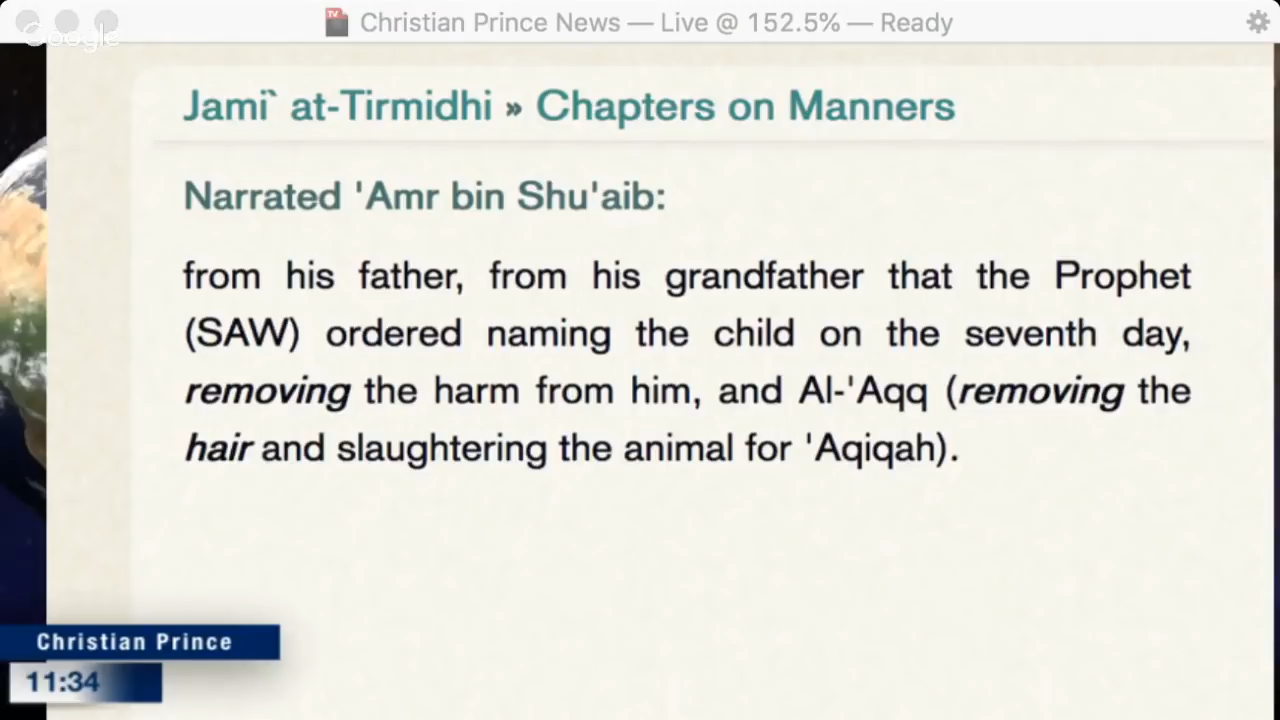 Christian Prince News — Live @ 152.5% — Ready
Google
Jami` at-Tirmidhi » Chapters on Manners
Narrated 'Amr bin Shu'aib:
from his father, from his grandfather that the Prophet
(SAW) ordered naming the child on the seventh day,
removing the harm from him, and Al-'Aqq (removing the
hair and slaughtering the animal for 'Aqiqah).
Christian Prince
11:34